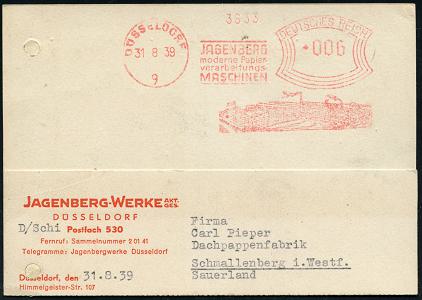 3633
DÜSSELDORF
31 8 39
9
JAGENBERG
moderne Papier-
verarbeitungs-
MASCHINEN
DEUTSCHES REICH
006
JAGENBERG-WERKE AKT.-GES.
DÜSSELDORF
D/Schi Postfach 530
Fernruf: Sammelnummer 2 01 41
Telegramme: Jagenbergwerke Düsseldorf
Düsseldorf, den 31.8.39
Himmelgeister-Str. 107
Firma
Carl Pieper
Dachpappenfabrik
Schmallenberg i.Westf.
Sauerland